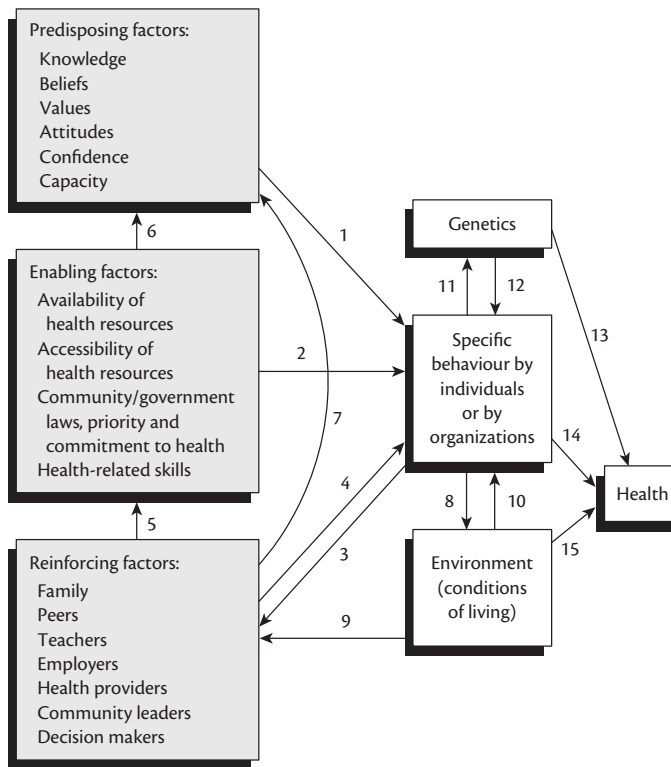 Predisposing factors:
Knowledge
Beliefs
Values
Attitudes
Confidence
Capacity
6
1
Enabling factors:
Availability of
health resources
Accessibility of
health resources
Community/government
laws, priority and
commitment to health
Health-related skills
2
7
4
3
5
Reinforcing factors:
Family
Peers
Teachers
Employers
Health providers
Community leaders
Decision makers
9
Genetics
11
12
13
Specific
behaviour by
individuals
or by
organizations
14
8
10
15
Environment
(conditions
of living)
Health